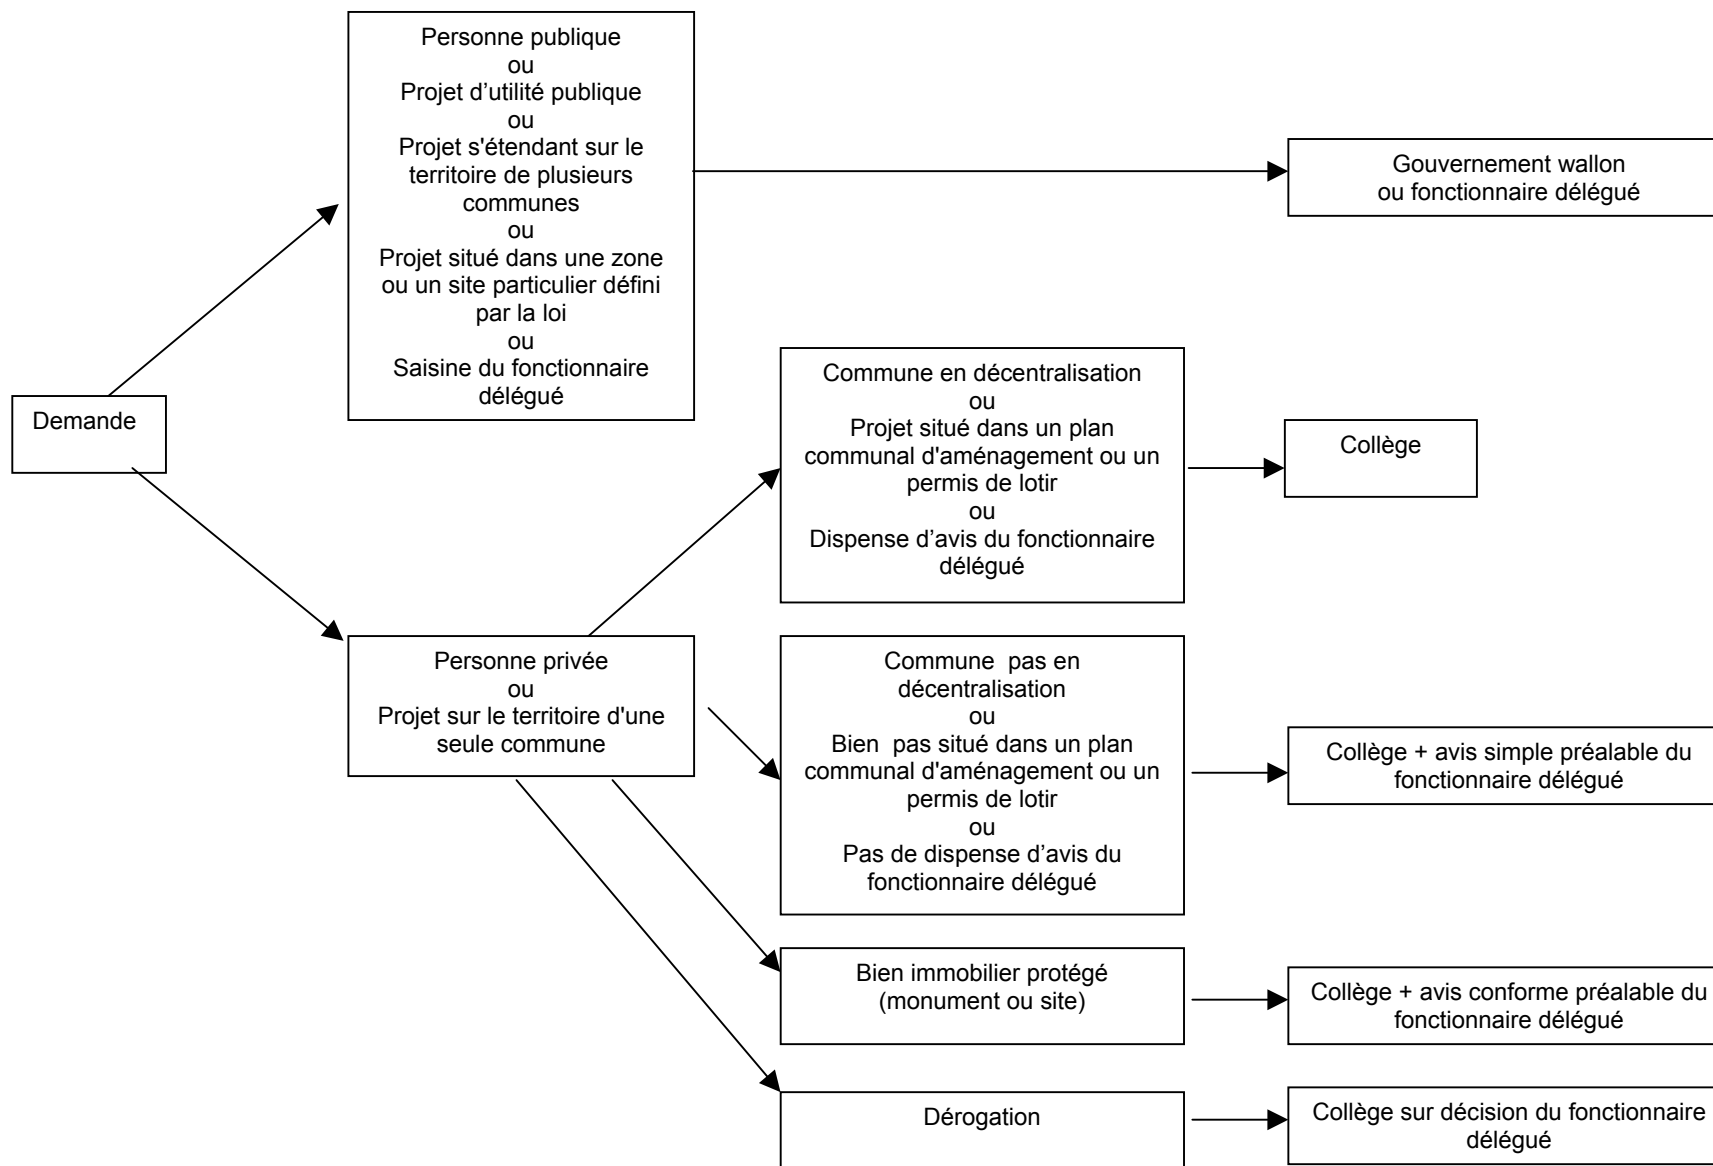 Personne publique
ou
Projet d’utilité publique
ou
Projet s'étendant sur le
territoire de plusieurs
communes
ou
Projet situé dans une zone
ou un site particulier défini
par la loi
ou
Saisine du fonctionnaire
délégué
Gouvernement wallon
ou fonctionnaire délégué
Demande
Commune en décentralisation
ou
Projet situé dans un plan
communal d'aménagement ou un
permis de lotir
ou
Dispense d’avis du fonctionnaire
délégué
Collège
Personne privée
ou
Projet sur le territoire d'une
seule commune
Commune  pas en
décentralisation
ou
Bien  pas situé dans un plan
communal d'aménagement ou un
permis de lotir
ou
Pas de dispense d’avis du
fonctionnaire délégué
Collège + avis simple préalable du
fonctionnaire délégué
Bien immobilier protégé
(monument ou site)
Collège + avis conforme préalable du
fonctionnaire délégué
Dérogation
Collège sur décision du fonctionnaire
délégué